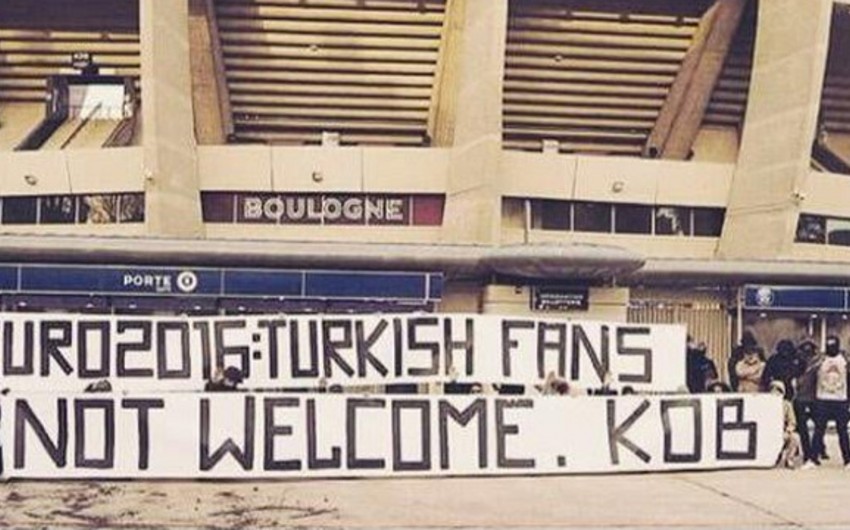 BOULOGNE
PORTE
URO2016:TURKISH FANS
NOT WELCOME. KOB